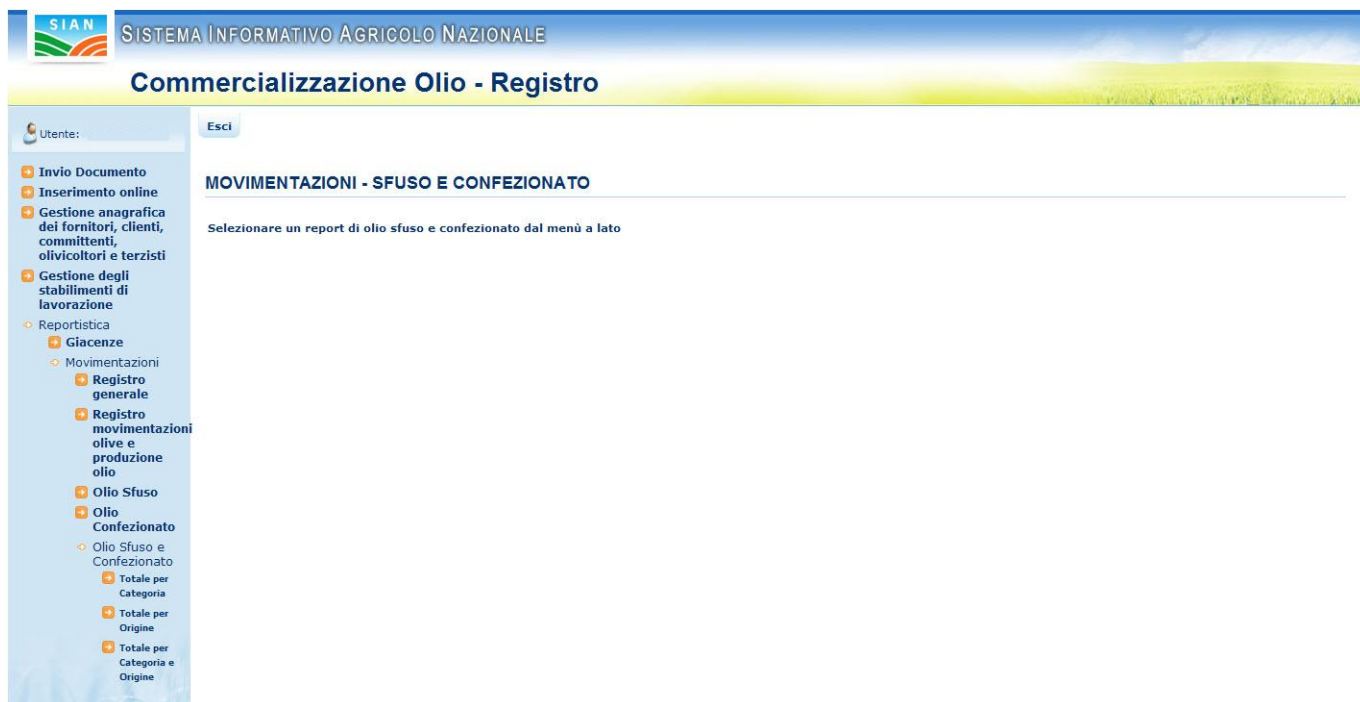 SIAN
SISTEMA INFORMATIVO AGRICOLO NAZIONALE
Commercializzazione Olio - Registro
Utente:
Esci
Invio Documento
Inserimento online
Gestione anagrafica
dei fornitori, clienti,
committenti,
olivicoltori e terzisti
Gestione degli
stabilimenti di
lavorazione
Reportistica
Giacenze
Movimentazioni
Registro
generale
Registro
movimentazioni
olive e
produzione
olio
Olio Sfuso
Olio
Confezionato
Olio Sfuso e
Confezionato
Totale per
Categoria
Totale per
Origine
Totale per
Categoria e
Origine
MOVIMENTAZIONI - SFUSO E CONFEZIONATO
Selezionare un report di olio sfuso e confezionato dal menù a lato